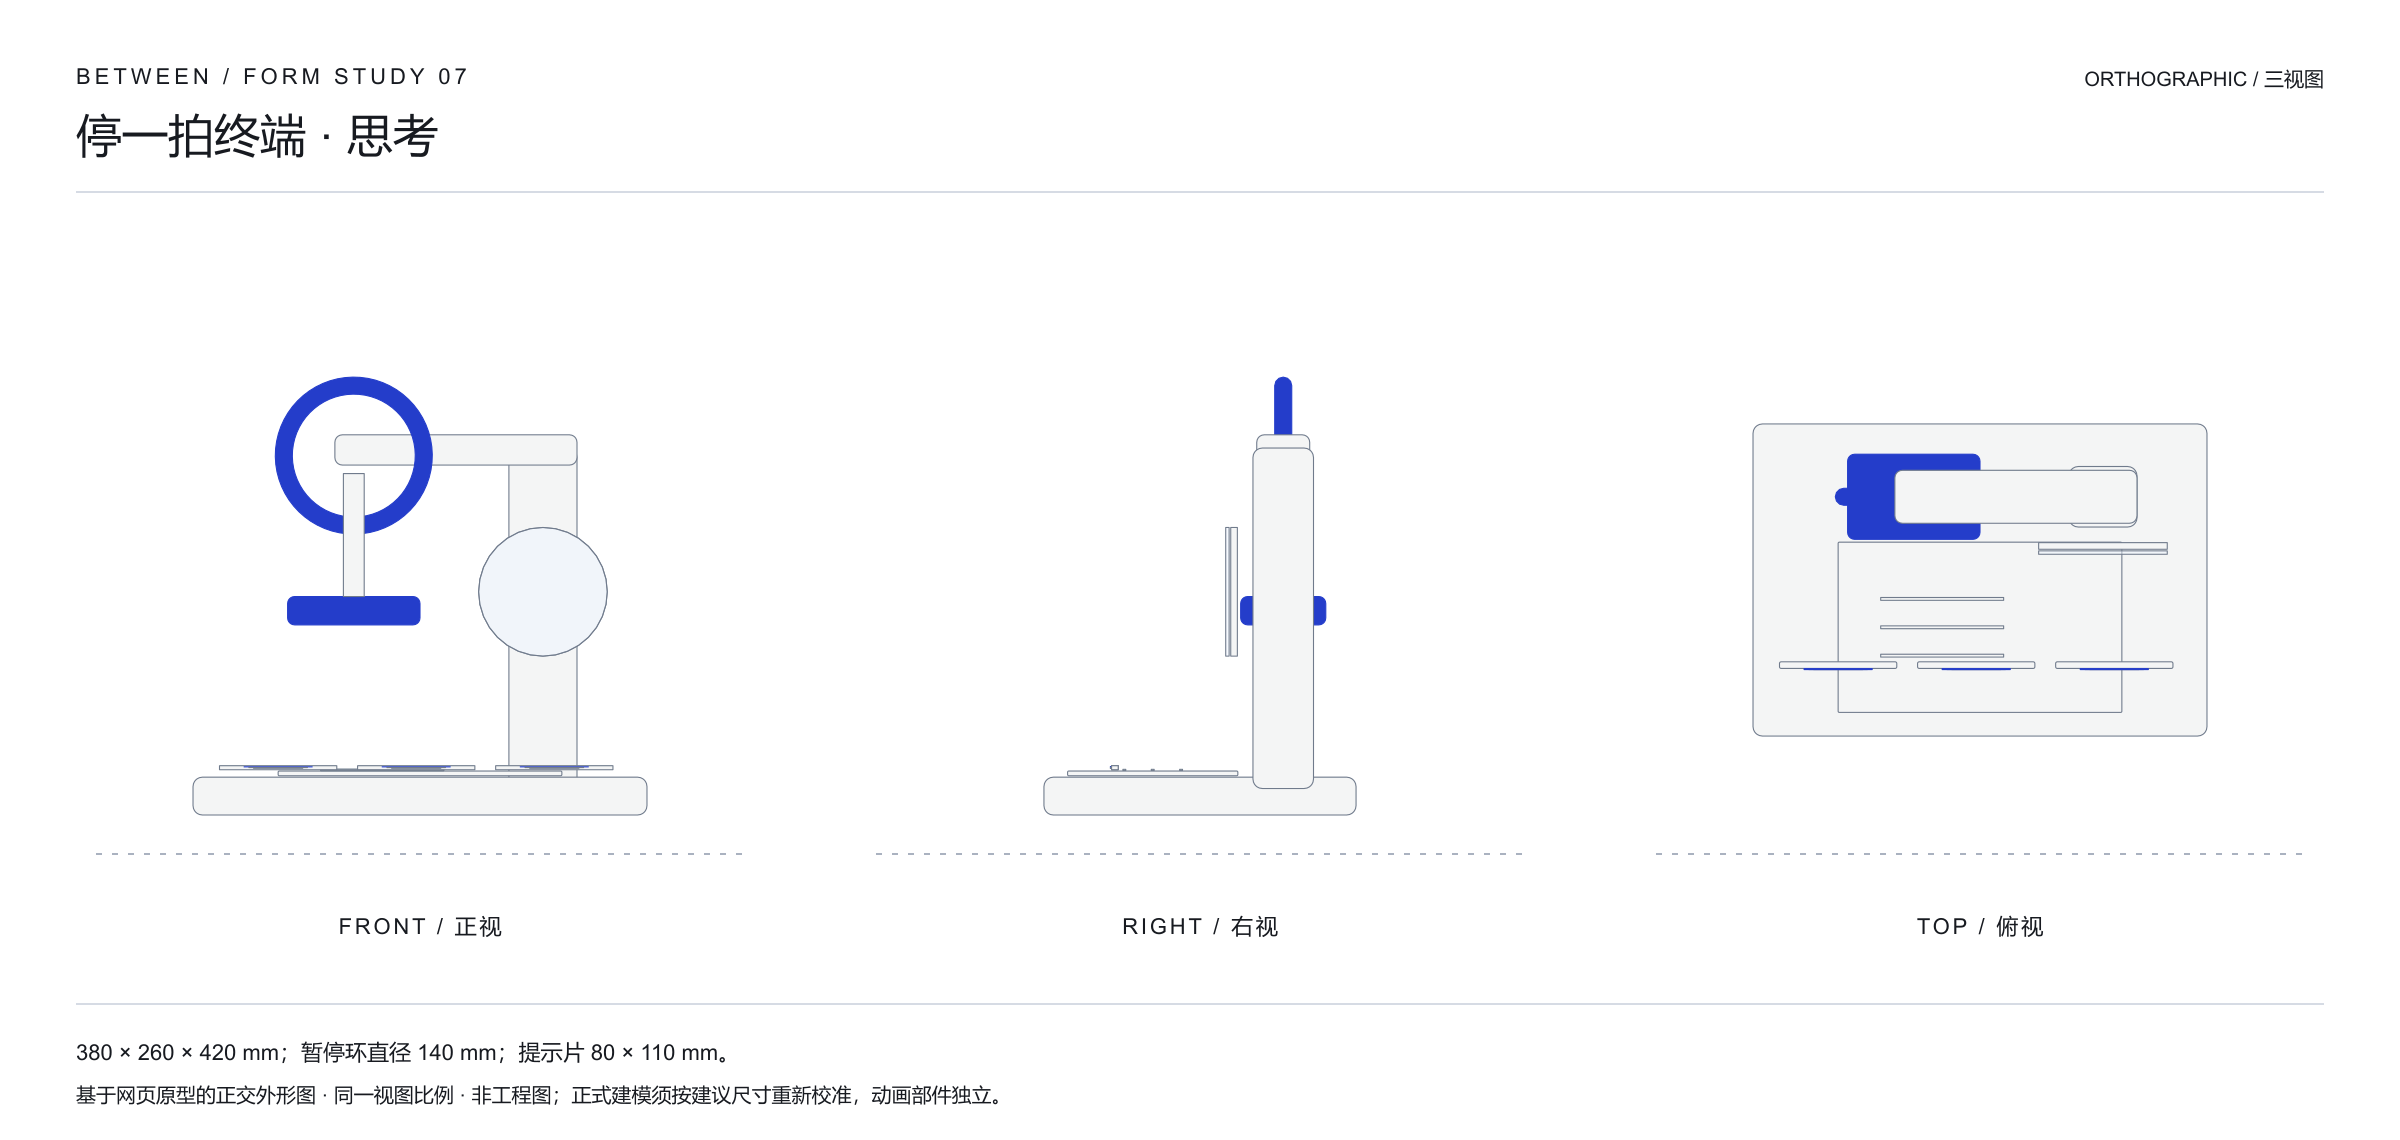 BETWEEN / FORM STUDY 07
ORTHOGRAPHIC / 三视图
停一拍终端 · 思考
FRONT / 正视
RIGHT / 右视
TOP / 俯视
380 × 260 × 420 mm；暂停环直径 140 mm；提示片 80 × 110 mm。
基于网页原型的正交外形图 · 同一视图比例 · 非工程图；正式建模须按建议尺寸重新校准，动画部件独立。